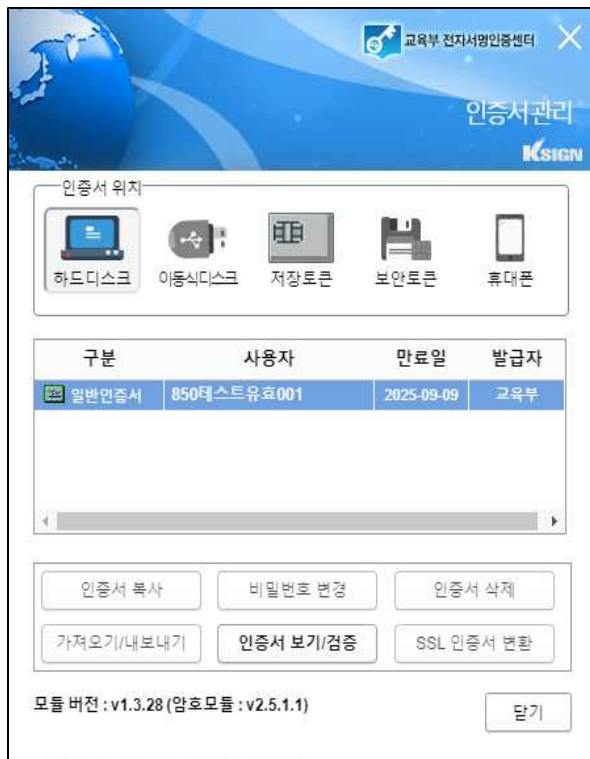 교육부 전자서명인증센터
인증서관리
KSIGN
인증서 위치
하드디스크 이동식디스크 저장토큰 보안토큰 휴대폰
구분 사용자 만료일 발급자
일반인증서 850테스트유효001 2025-09-09 교육부
인증서 복사 비밀번호 변경 인증서 삭제
가져오기/내보내기 인증서 보기/검증 SSL 인증서 변환
모듈 버전 : v1.3.28 (암호모듈 : v2.5.1.1)
닫기